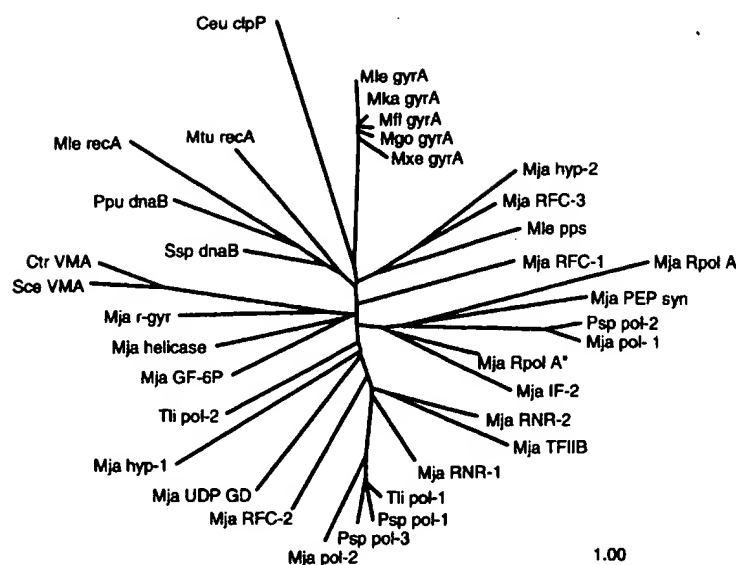 Ceu clpP
Mle gyrA
Mka gyrA
Mfl gyrA
Mgo gyrA
Mxe gyrA
Mtu recA
Mle recA
Mja hyp-2
Ppu dnaB
Mja RFC-3
Mle pps
Ssp dnaB
Ctr VMA
Mja RFC-1
Mja Rpol A'
Sce VMA
Mja PEP syn
Mja r-gyr
Psp pol-2
Mja pol- 1
Mja helicase
Mja Rpol A"
Mja GF-6P
Mja IF-2
Tli pol-2
Mja RNR-2
Mja TFIIB
Mja hyp-1
Mja RNR-1
Mja UDP GD
Tli pol-1
Mja RFC-2
Psp pol-1
Psp pol-3
Mja pol-2
1.00